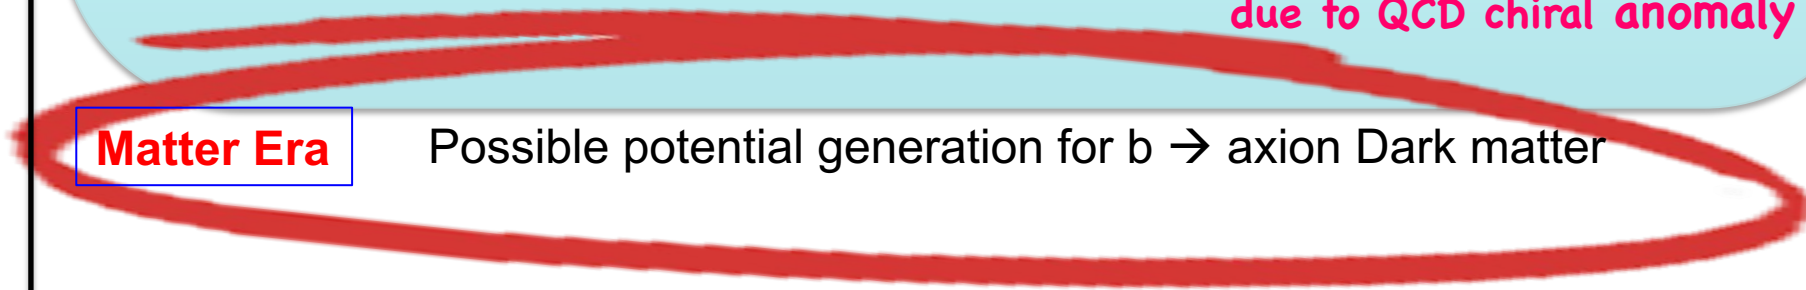 due to QCD chiral anomaly
Matter Era Possible potential generation for b → axion Dark matter